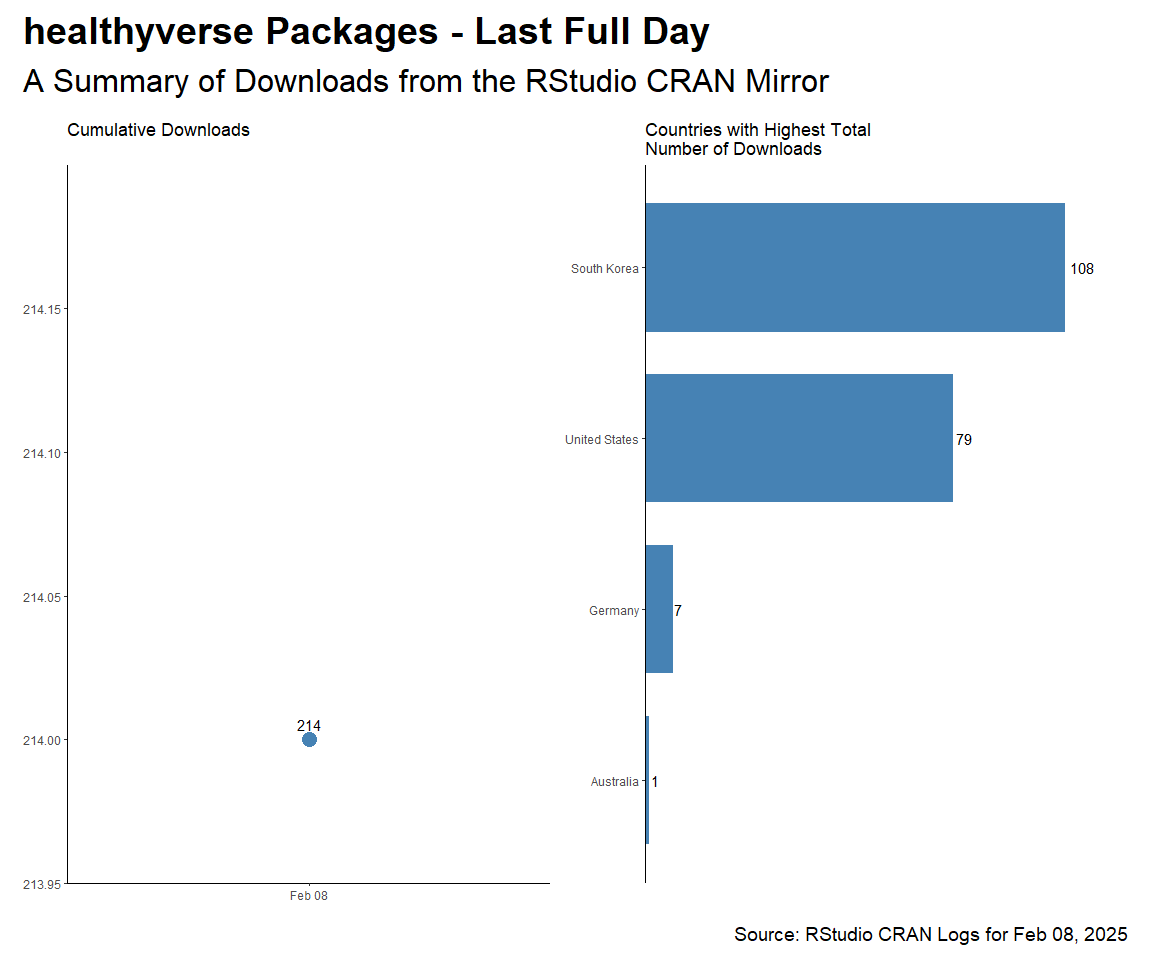 healthyverse Packages - Last Full Day
A Summary of Downloads from the RStudio CRAN Mirror
Cumulative Downloads
214.15
214.10
214.05
214.00
213.95
214
Feb 08
Countries with Highest Total
Number of Downloads
South Korea
108
United States
79
Germany
7
Australia
1
Source: RStudio CRAN Logs for Feb 08, 2025